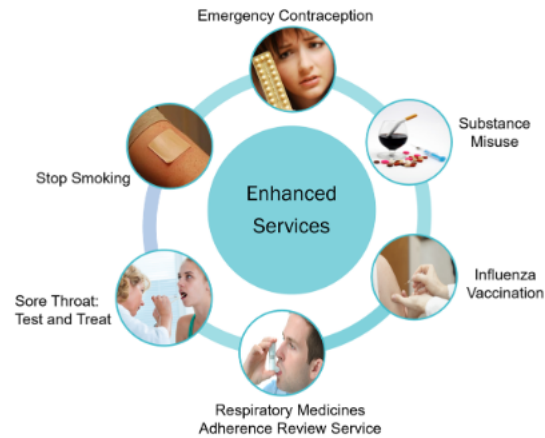 Emergency Contraception
Substance
Misuse
Stop Smoking
Enhanced
Services
Influenza
Vaccination
Sore Throat:
Test and Treat
Respiratory Medicines
Adherence Review Service